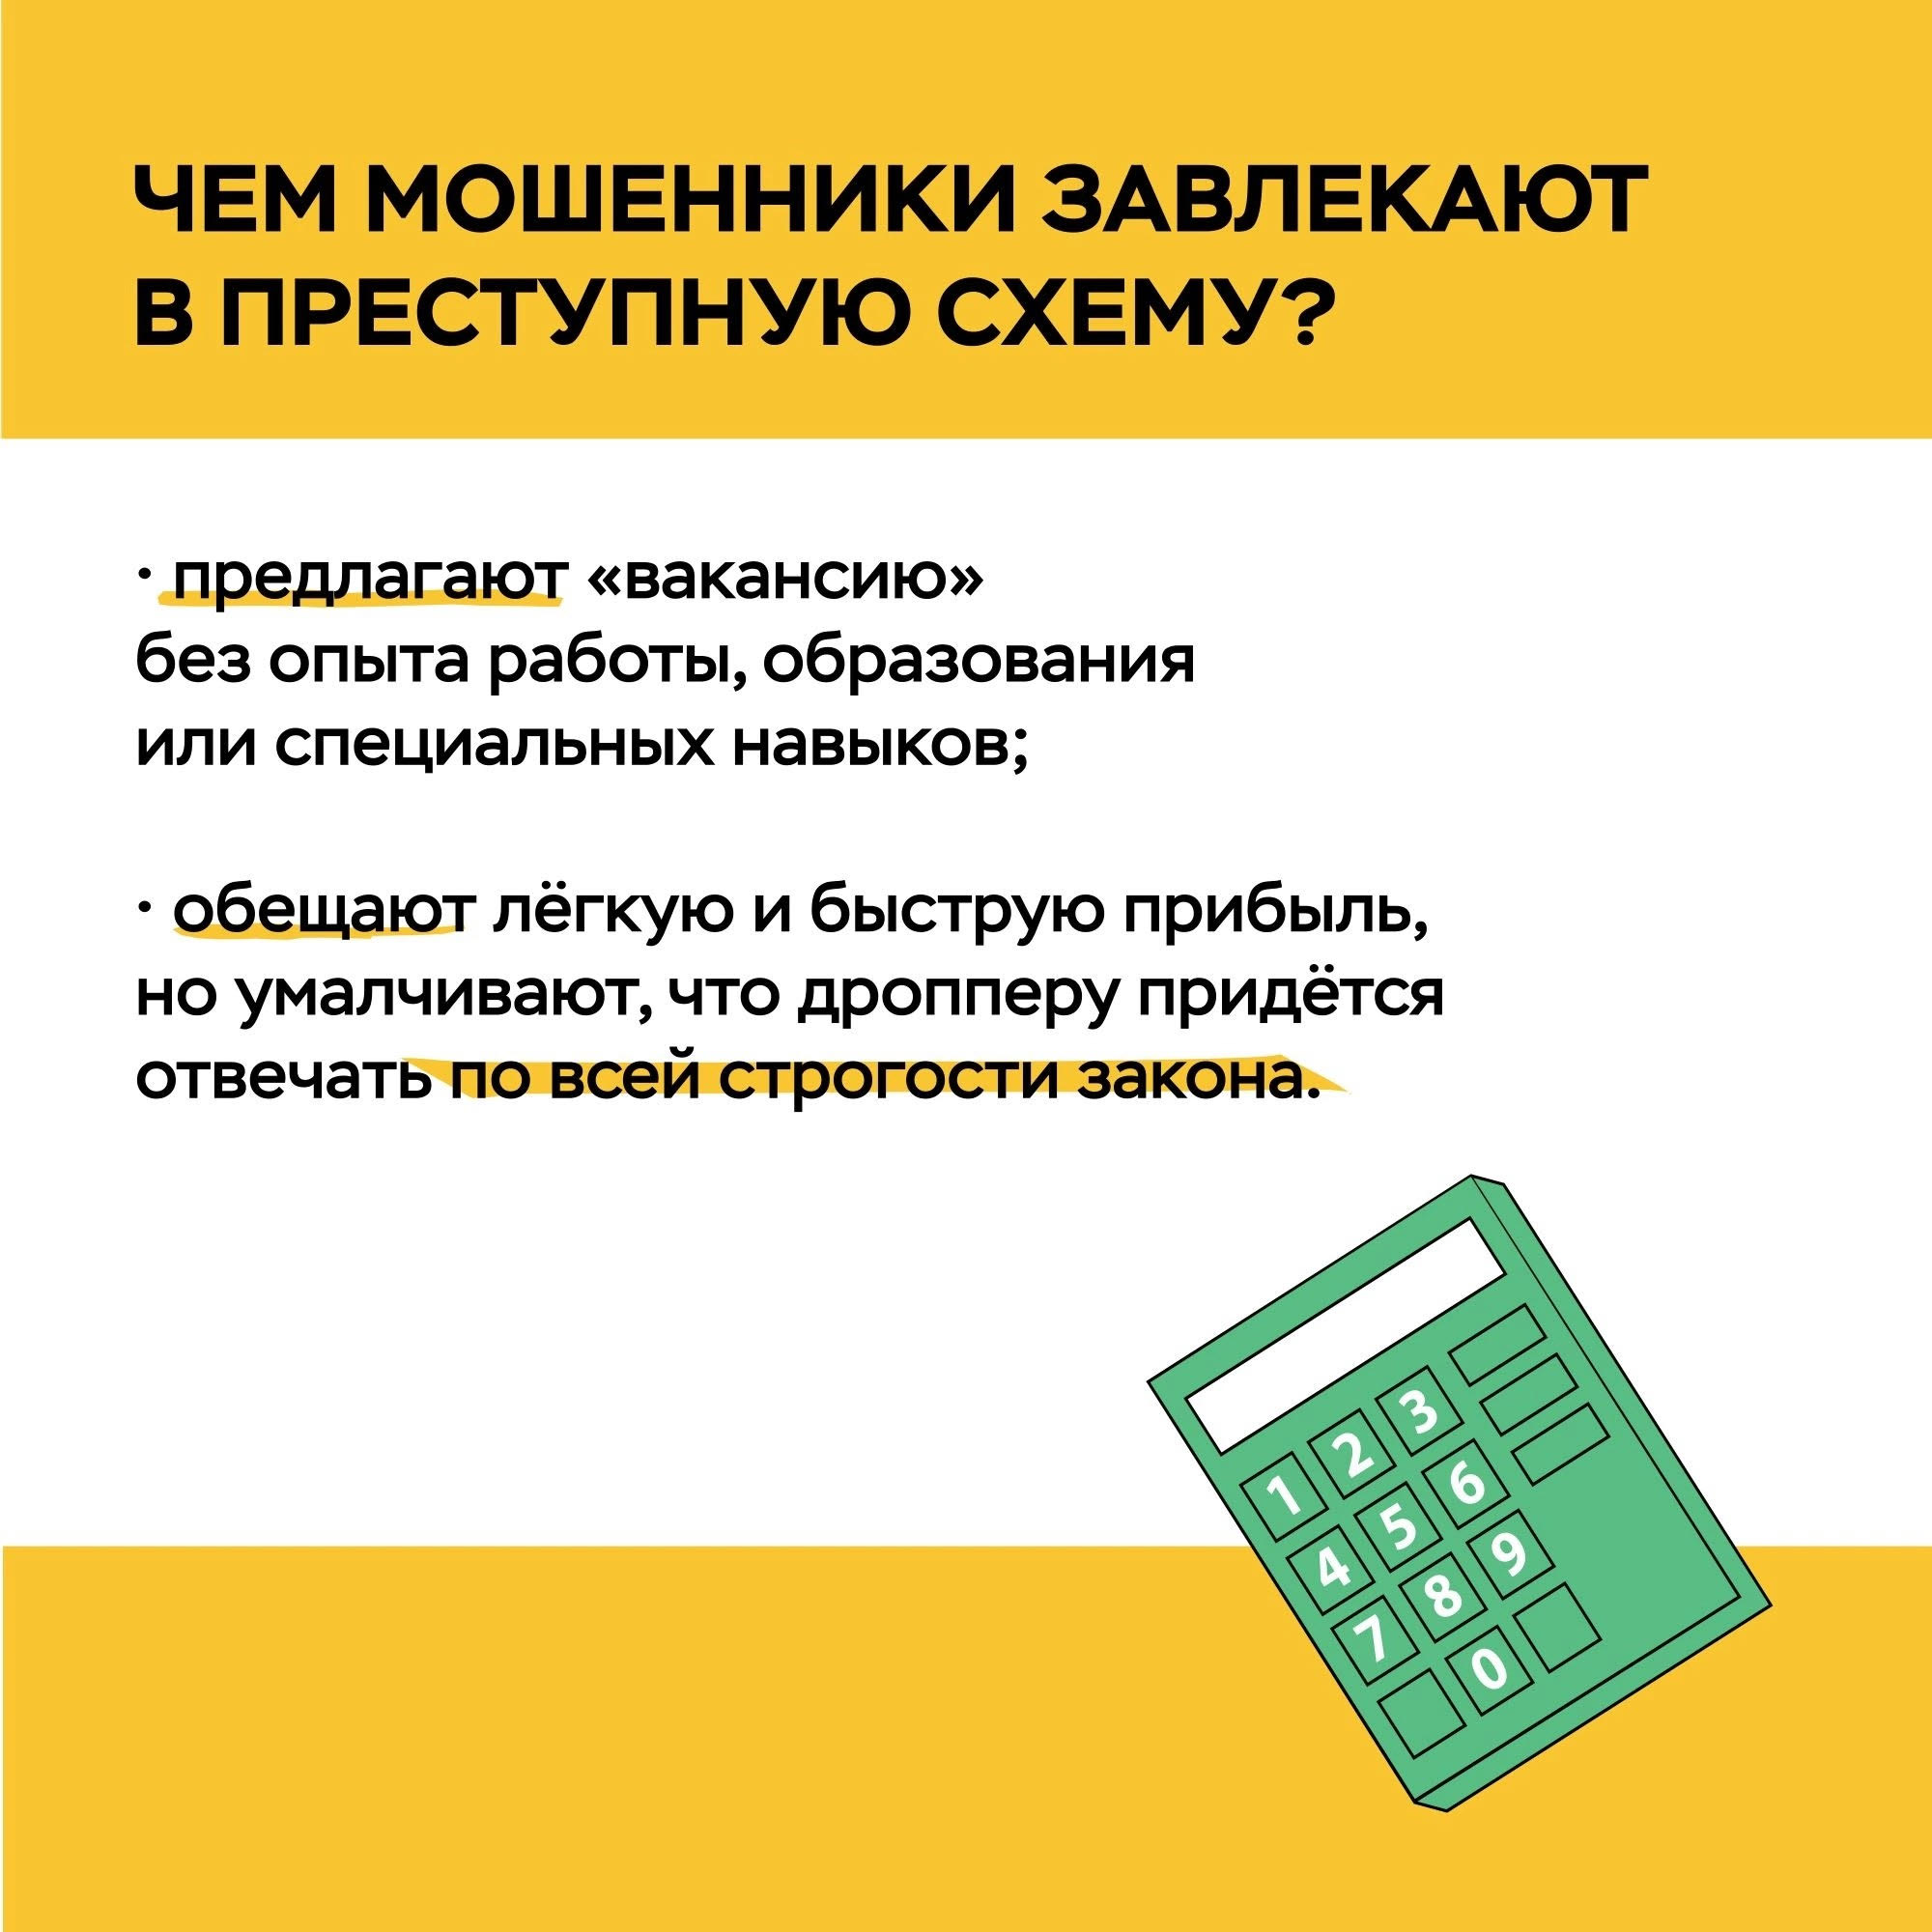 ЧЕМ МОШЕННИКИ ЗАВЛЕКАЮТ
В ПРЕСТУПНУЮ СХЕМУ?
· предлагают «вакансию»
без опыта работы, образования
или специальных навыков;
· обещают лёгкую и быструю прибыль,
но умалчивают, что дропперу придётся
отвечать по всей строгости закона.
1 2 3
4 5 6
7 8 9
0